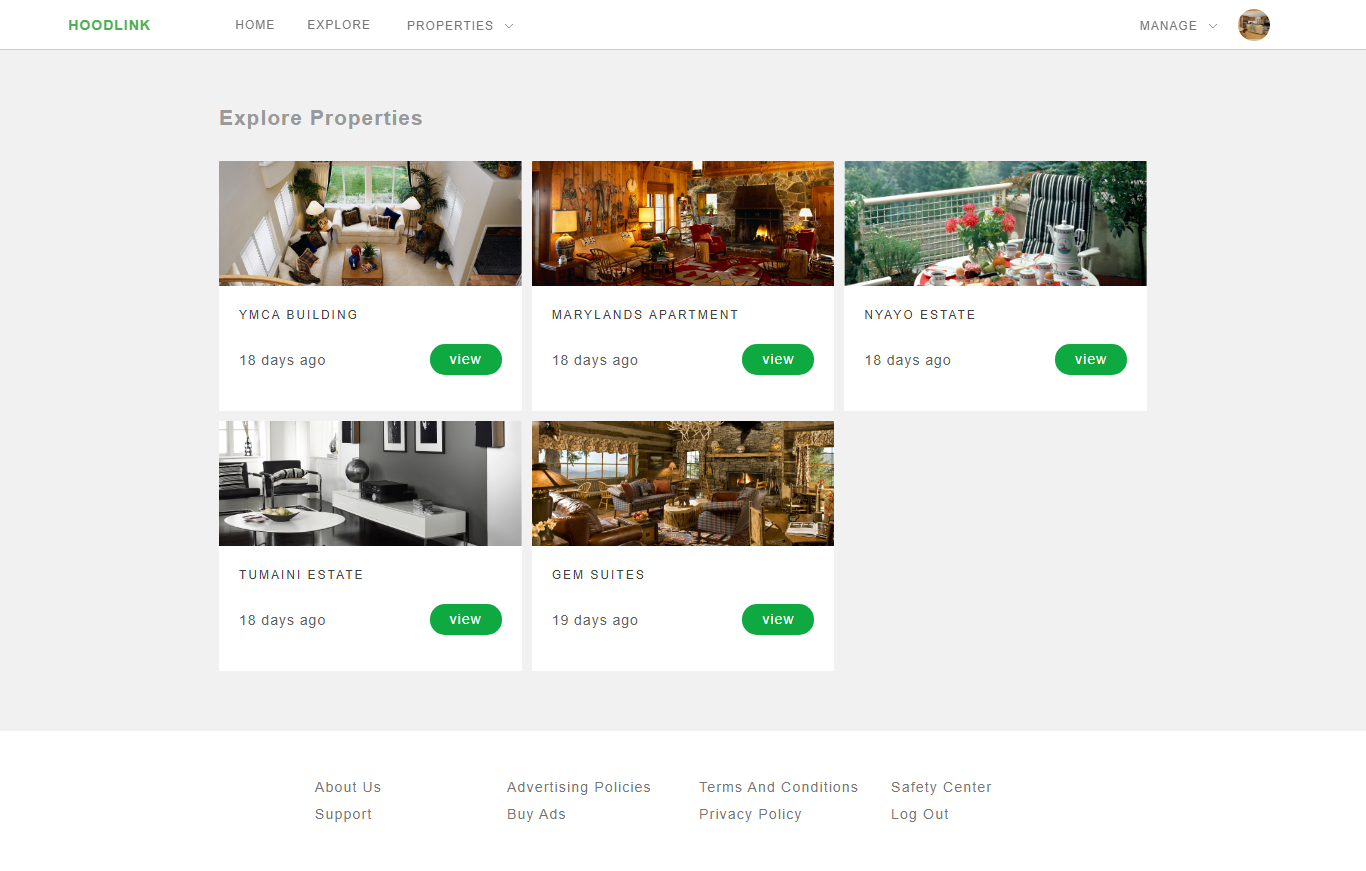 HOODLINK HOME EXPLORE PROPERTIES MANAGE
Explore Properties
YMCA BUILDING
18 days ago view
MARYLANDS APARTMENT
18 days ago view
NYAYO ESTATE
18 days ago view
TUMAINI ESTATE
18 days ago view
GEM SUITES
19 days ago view
About Us Advertising Policies Terms And Conditions Safety Center
Support Buy Ads Privacy Policy Log Out